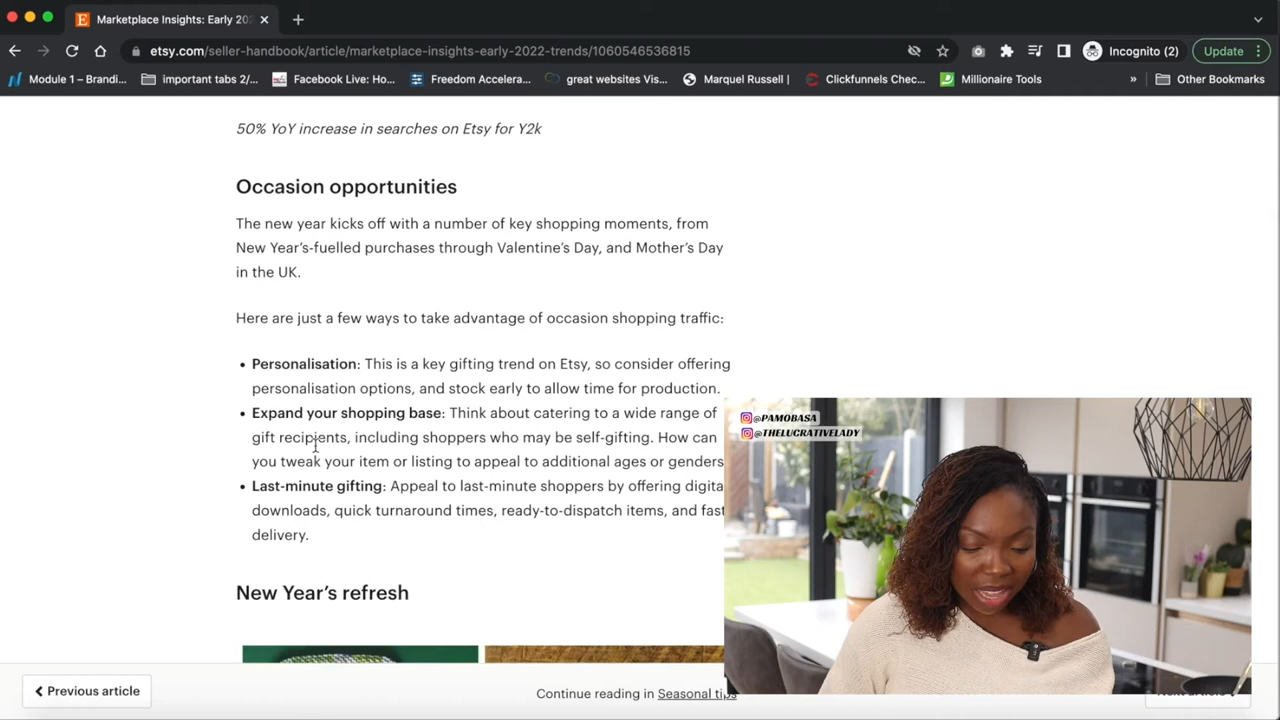 Marketplace Insights: Early 202
etsy.com/seller-handbook/article/marketplace-insights-early-2022-trends/1060546536815
Incognito (2)
Update
Module 1 – Brandi...
important tabs 2/...
Facebook Live: Ho...
Freedom Accelera...
great websites Vis...
Marquel Russell |
Clickfunnels Chec...
Millionaire Tools
»
Other Bookmarks
50% YoY increase in searches on Etsy for Y2k
Occasion opportunities
The new year kicks off with a number of key shopping moments, from
New Year's-fuelled purchases through Valentine's Day, and Mother's Day
in the UK.
Here are just a few ways to take advantage of occasion shopping traffic:
• Personalisation: This is a key gifting trend on Etsy, so consider offering
personalisation options, and stock early to allow time for production.
• Expand your shopping base: Think about catering to a wide range of
gift recipients, including shoppers who may be self-gifting. How can
you tweak your item or listing to appeal to additional ages or genders
• Last-minute gifting: Appeal to last-minute shoppers by offering digita
downloads, quick turnaround times, ready-to-dispatch items, and fast
delivery.
@PAMOBASA
@THELUCRATIVELADY
New Year's refresh
Previous article
Continue reading in Seasonal tips
Next article